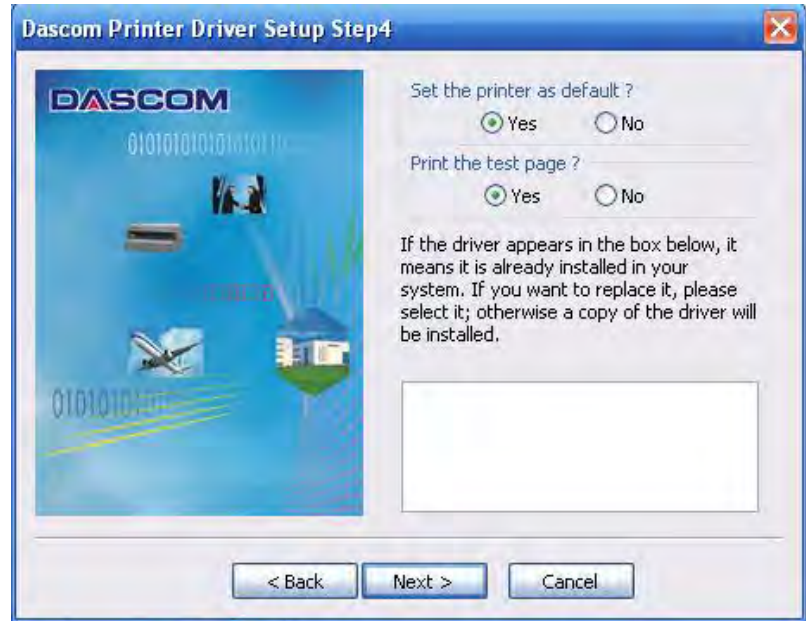 Dascom Printer Driver Setup Step4
DASCOM
Set the printer as default ?
Yes No
Print the test page ?
Yes No
If the driver appears in the box below, it
means it is already installed in your
system. If you want to replace it, please
select it; otherwise a copy of the driver will
be installed.
< Back Next > Cancel